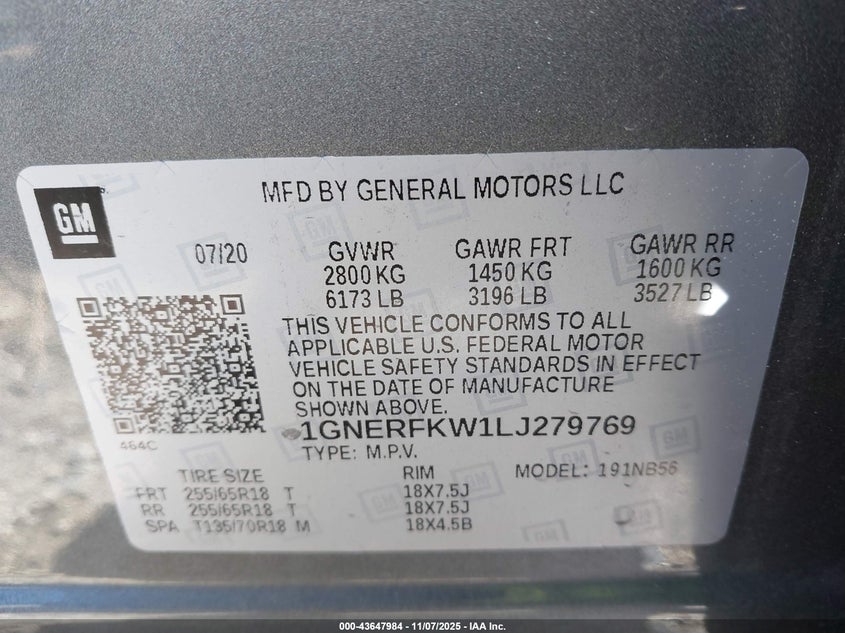 MFD BY GENERAL MOTORS LLC
GM
07/20 GVWR GAWR FRT GAWR RR
2800 KG 1450 KG 1600 KG
6173 LB 3196 LB 3527 LB
THIS VEHICLE CONFORMS TO ALL
APPLICABLE U.S. FEDERAL MOTOR
VEHICLE SAFETY STANDARDS IN EFFECT
ON THE DATE OF MANUFACTURE
SHOWN ABOVE.
464C
1GNERFKW1LJ279769
TYPE: M.P.V.
TIRE SIZE RIM MODEL: 191NB56
FRT 255/65R18 T 18X7.5J
RR 255/65R18 T 18X7.5J
SPA T135/70R18 M 18X4.5B
000-43647984 — 11/07/2025 — IAA Inc.